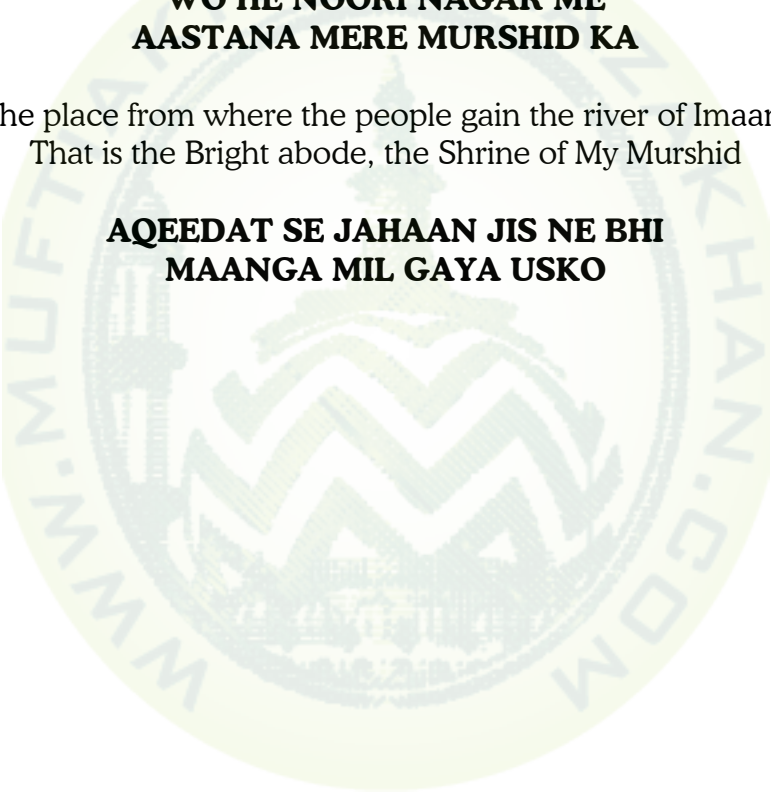 WO HE NOORI NAGAR ME
AASTANA MERE MURSHID KA
he place from where the people gain the river of Imaan
That is the Bright abode, the Shrine of My Murshid
AQEEDAT SE JAHAAN JIS NE BHI
MAANGA MIL GAYA USKO